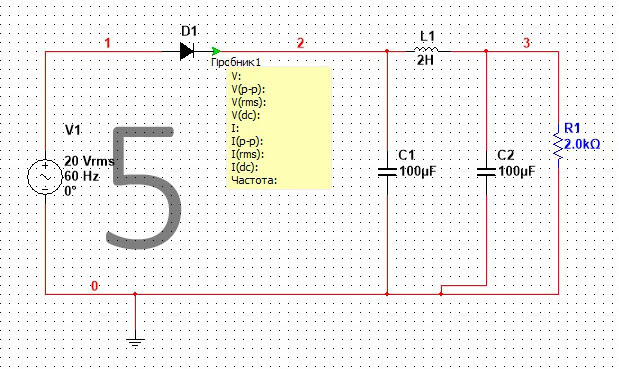 D1
1
2
L1
3
2H
Пробник1
V:
V(p-p):
V(rms):
V(dc):
I:
I(p-p):
I(rms):
I(dc):
Частота:
V1
20 Vrms
60 Hz
0°
5
C1
100µF
C2
100µF
R1
2.0kΩ
0